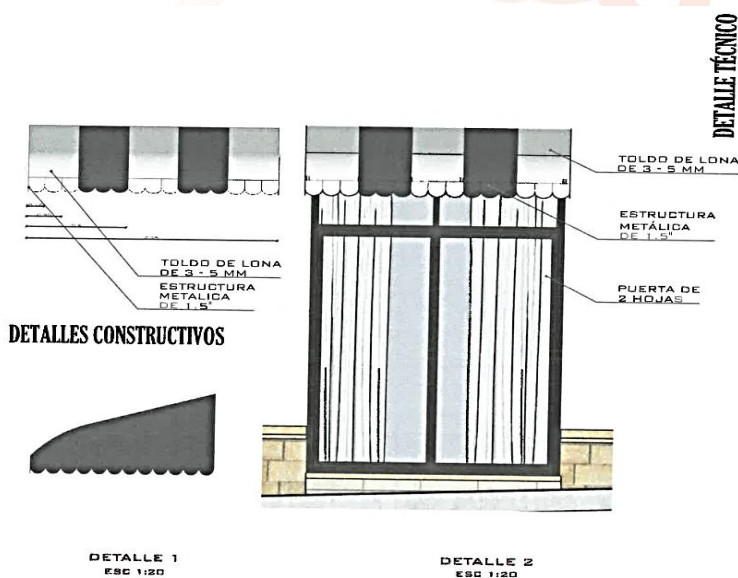 DETALLE TÉCNICO
TOLDO DE LONA
DE 3 - 5 MM
ESTRUCTURA
METÁLICA
DE 1.5"
PUERTA DE
2 HOJAS
TOLDO DE LONA
DE 3 - 5 MM
ESTRUCTURA
METALICA
DE 1.5"
DETALLES CONSTRUCTIVOS
DETALLE 1
ESC 1:20
DETALLE 2
ESC 1:20